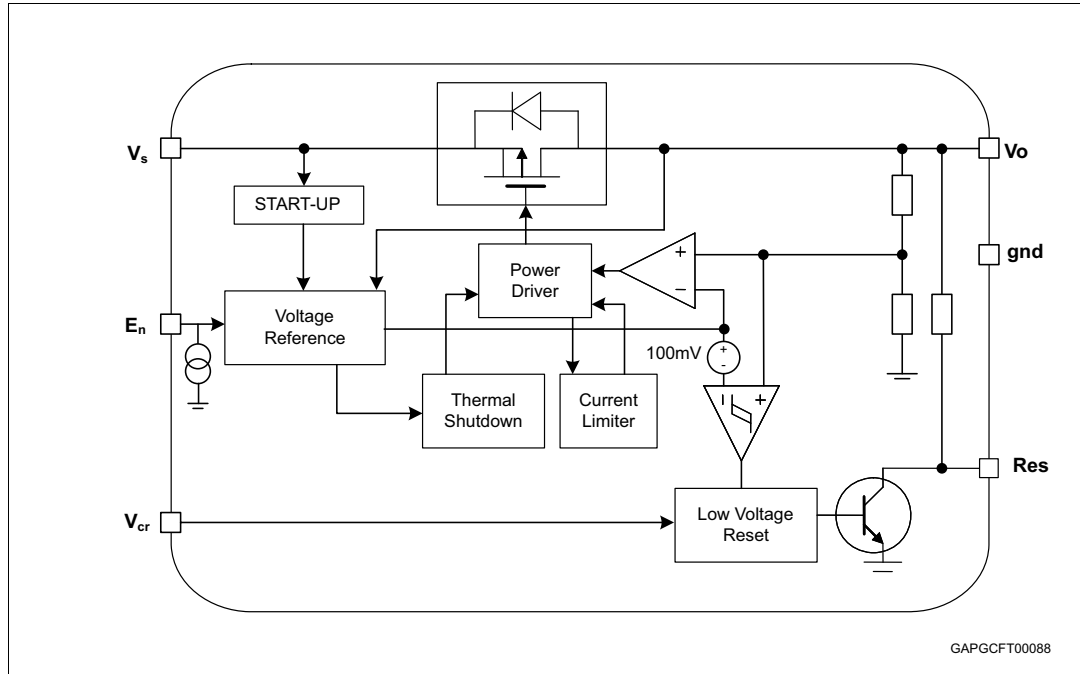 Vs
Vo
START-UP
gnd
Power
Driver
+
−
En
Voltage
Reference
100mV
+
-
Thermal
Shutdown
Current
Limiter
−
+
Res
Vcr
Low Voltage
Reset
GAPGCFT00088